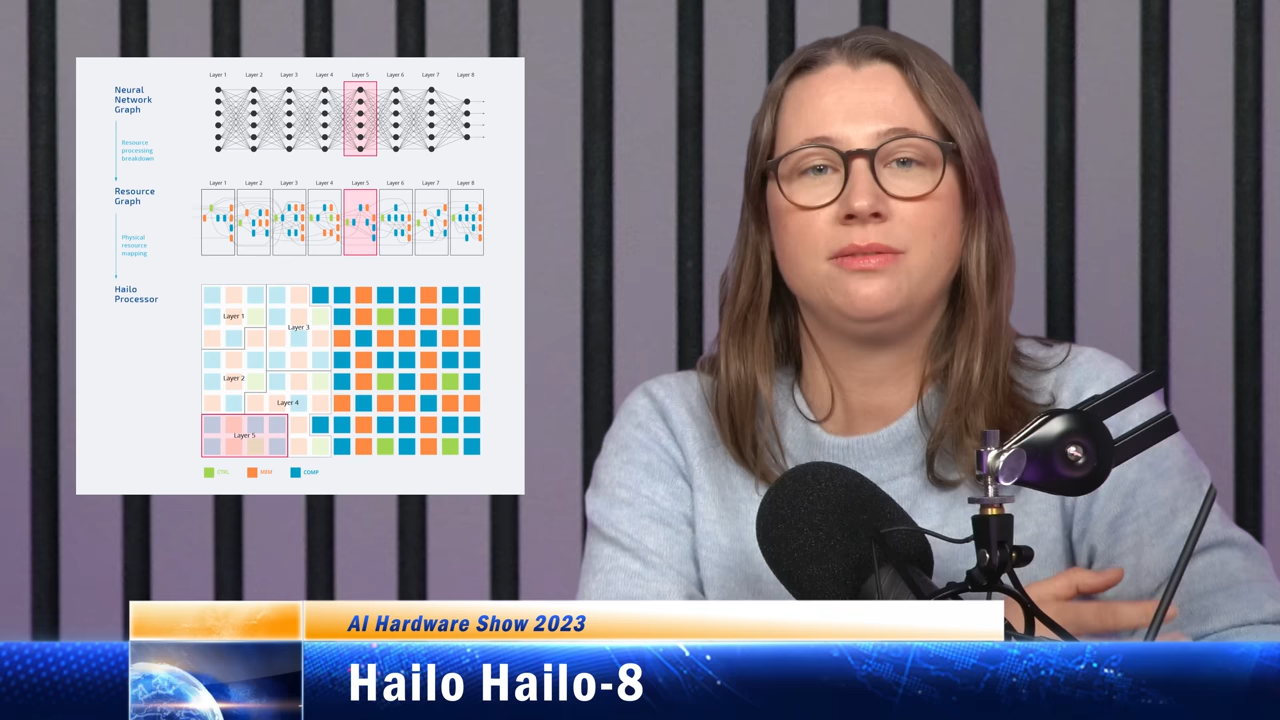 Layer 1 Layer 2 Layer 3 Layer 4 Layer 5 Layer 6 Layer 7 Layer 8
Neural
Network
Graph
Resource
processing
breakdown
Layer 1 Layer 2 Layer 3 Layer 4 Layer 5 Layer 6 Layer 7 Layer 8
Resource
Graph
Physical
resource
mapping
Hailo
Processor
Layer 1
Layer 3
Layer 2
Layer 4
Layer 5
CTRL MEM COMP
AI Hardware Show 2023
Hailo Hailo-8